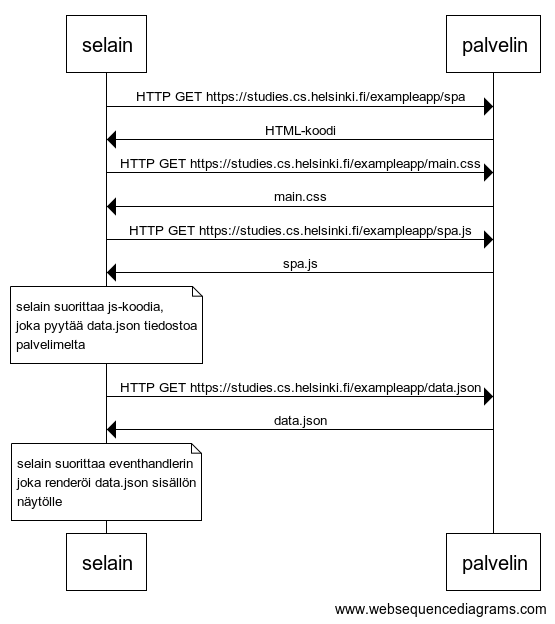 selain
palvelin
HTTP GET https://studies.cs.helsinki.fi/exampleapp/spa
HTML-koodi
HTTP GET https://studies.cs.helsinki.fi/exampleapp/main.css
main.css
HTTP GET https://studies.cs.helsinki.fi/exampleapp/spa.js
spa.js
selain suorittaa js-koodia,
joka pyytää data.json tiedostoa
palvelimelta
HTTP GET https://studies.cs.helsinki.fi/exampleapp/data.json
data.json
selain suorittaa eventhandlerin
joka renderöi data.json sisällön
näytölle
selain
palvelin
www.websequencediagrams.com